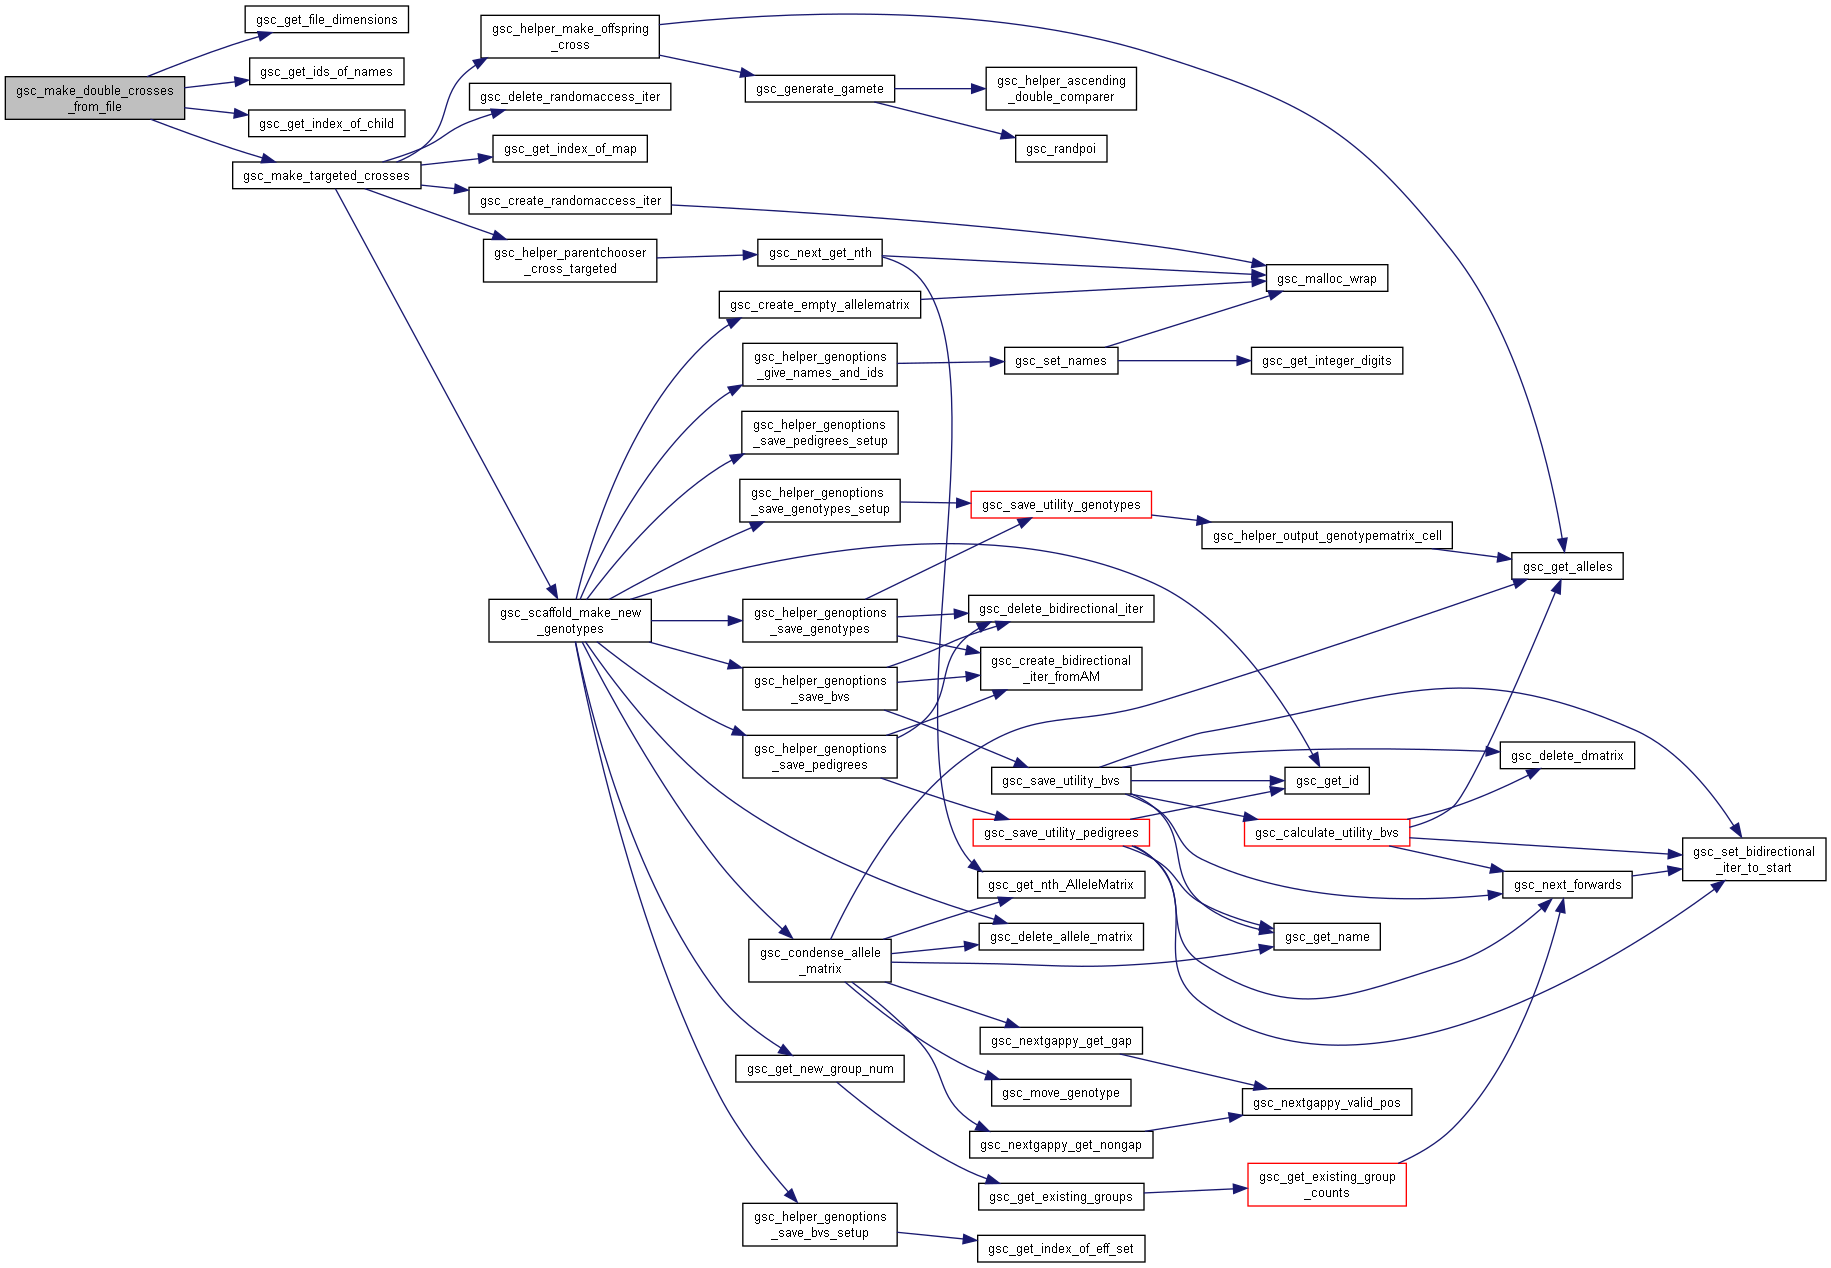 gsc_make_double_crosses
_from_file
gsc_get_file_dimensions
gsc_get_ids_of_names
gsc_get_index_of_child
gsc_make_targeted_crosses
gsc_helper_make_offspring
_cross
gsc_delete_randomaccess_iter
gsc_get_index_of_map
gsc_create_randomaccess_iter
gsc_helper_parentchooser
_cross_targeted
gsc_scaffold_make_new
_genotypes
gsc_generate_gamete
gsc_next_get_nth
gsc_create_empty_allelematrix
gsc_helper_genoptions
_give_names_and_ids
gsc_helper_genoptions
_save_pedigrees_setup
gsc_helper_genoptions
_save_genotypes_setup
gsc_helper_genoptions
_save_genotypes
gsc_helper_genoptions
_save_bvs
gsc_helper_genoptions
_save_pedigrees
gsc_condense_allele
_matrix
gsc_get_new_group_num
gsc_helper_genoptions
_save_bvs_setup
gsc_helper_ascending
_double_comparer
gsc_randpoi
gsc_set_names
gsc_save_utility_genotypes
gsc_delete_bidirectional_iter
gsc_create_bidirectional
_iter_fromAM
gsc_save_utility_bvs
gsc_save_utility_pedigrees
gsc_get_nth_AlleleMatrix
gsc_delete_allele_matrix
gsc_nextgappy_get_gap
gsc_move_genotype
gsc_nextgappy_get_nongap
gsc_get_existing_groups
gsc_get_index_of_eff_set
gsc_malloc_wrap
gsc_get_integer_digits
gsc_helper_output_genotypematrix_cell
gsc_get_id
gsc_calculate_utility_bvs
gsc_get_name
gsc_nextgappy_valid_pos
gsc_get_existing_group
_counts
gsc_get_alleles
gsc_delete_dmatrix
gsc_next_forwards
gsc_set_bidirectional
_iter_to_start